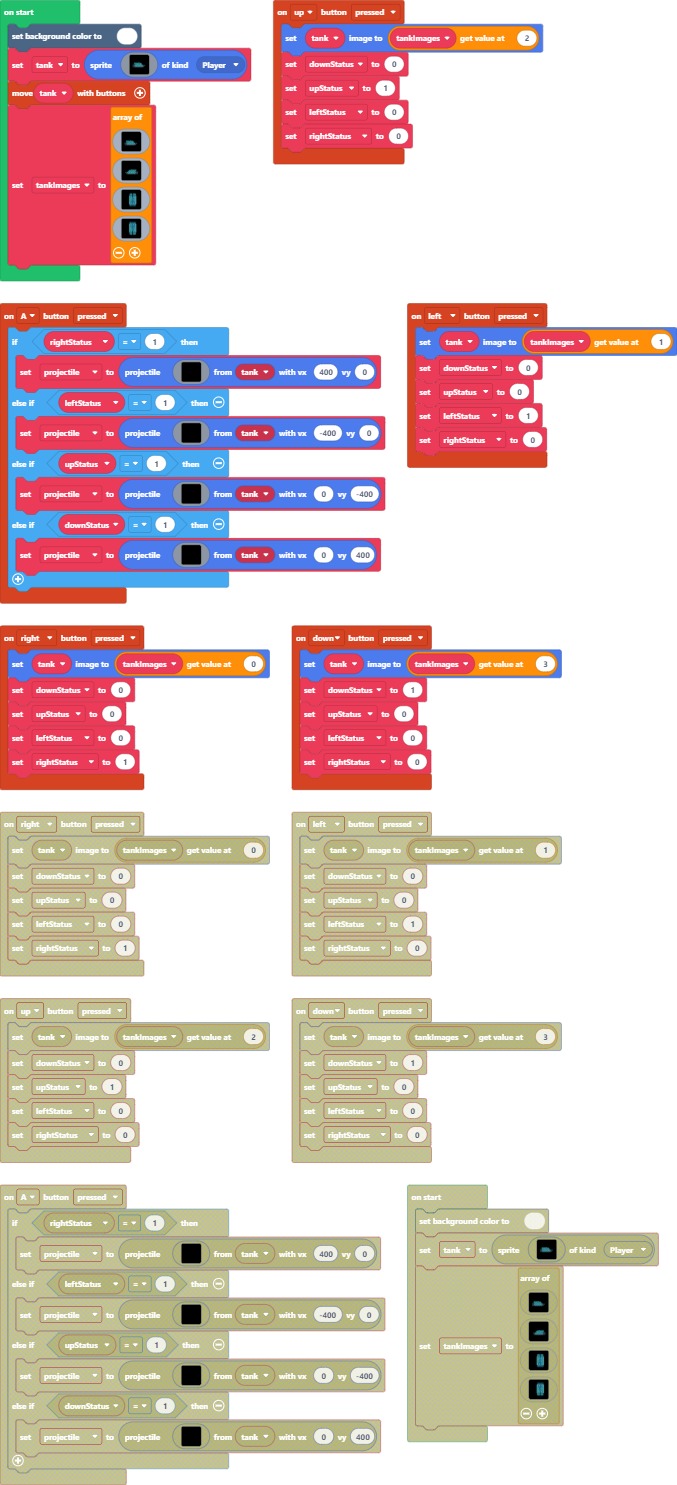 on start
set background color to
set tank to sprite of kind Player
move tank with buttons
array of
set tankImages to
on up button pressed
set tank image to tankImages get value at 2
set downStatus to 0
set upStatus to 1
set leftStatus to 0
set rightStatus to 0
on A button pressed
if rightStatus = 1 then
set projectile to projectile from tank with vx 400 vy 0
else if leftStatus = 1 then
set projectile to projectile from tank with vx -400 vy 0
else if upStatus = 1 then
set projectile to projectile from tank with vx 0 vy -400
else if downStatus = 1 then
set projectile to projectile from tank with vx 0 vy 400
on left button pressed
set tank image to tankImages get value at 1
set downStatus to 0
set upStatus to 0
set leftStatus to 1
set rightStatus to 0
on right button pressed
set tank image to tankImages get value at 0
set downStatus to 0
set upStatus to 0
set leftStatus to 0
set rightStatus to 1
on down button pressed
set tank image to tankImages get value at 3
set downStatus to 1
set upStatus to 0
set leftStatus to 0
set rightStatus to 0
on right button pressed
set tank image to tankImages get value at 0
set downStatus to 0
set upStatus to 0
set leftStatus to 0
set rightStatus to 1
on left button pressed
set tank image to tankImages get value at 1
set downStatus to 0
set upStatus to 0
set leftStatus to 1
set rightStatus to 0
on up button pressed
set tank image to tankImages get value at 2
set downStatus to 0
set upStatus to 1
set leftStatus to 0
set rightStatus to 0
on down button pressed
set tank image to tankImages get value at 3
set downStatus to 1
set upStatus to 0
set leftStatus to 0
set rightStatus to 0
on A button pressed
if rightStatus = 1 then
set projectile to projectile from tank with vx 400 vy 0
else if leftStatus = 1 then
set projectile to projectile from tank with vx -400 vy 0
else if upStatus = 1 then
set projectile to projectile from tank with vx 0 vy -400
else if downStatus = 1 then
set projectile to projectile from tank with vx 0 vy 400
on start
set background color to
set tank to sprite of kind Player
array of
set tankImages to